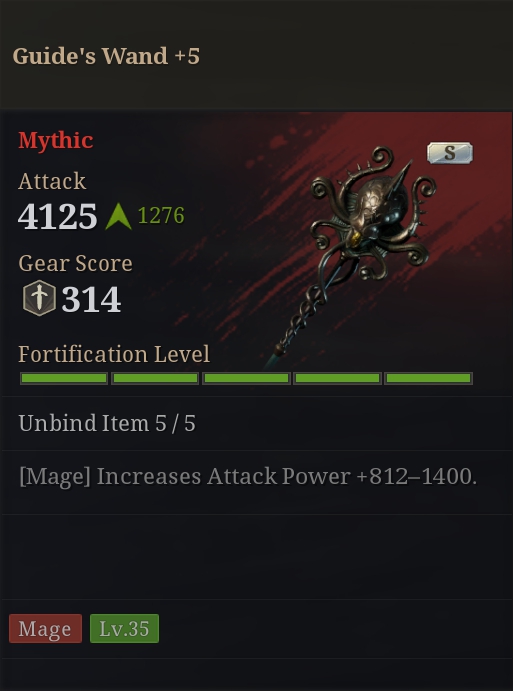 Guide's Wand +5
Mythic
S
Attack
4125 1276
Gear Score
314
Fortification Level
Unbind Item 5 / 5
[Mage] Increases Attack Power +812–1400.
Mage Lv.35